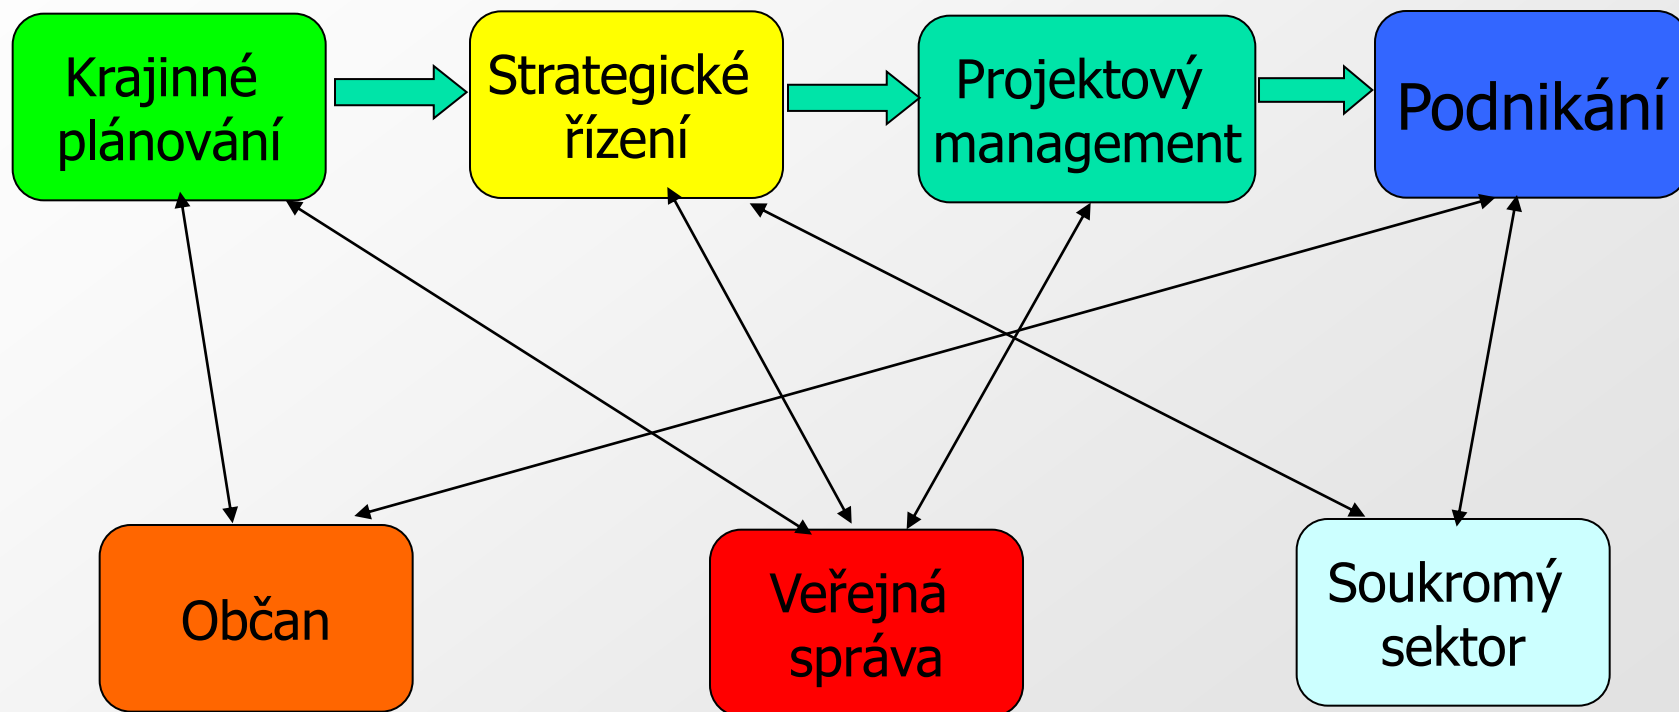 Krajinné
plánování
Strategické
řízení
Projektový
management
Podnikání
Občan
Veřejná
správa
Soukromý
sektor